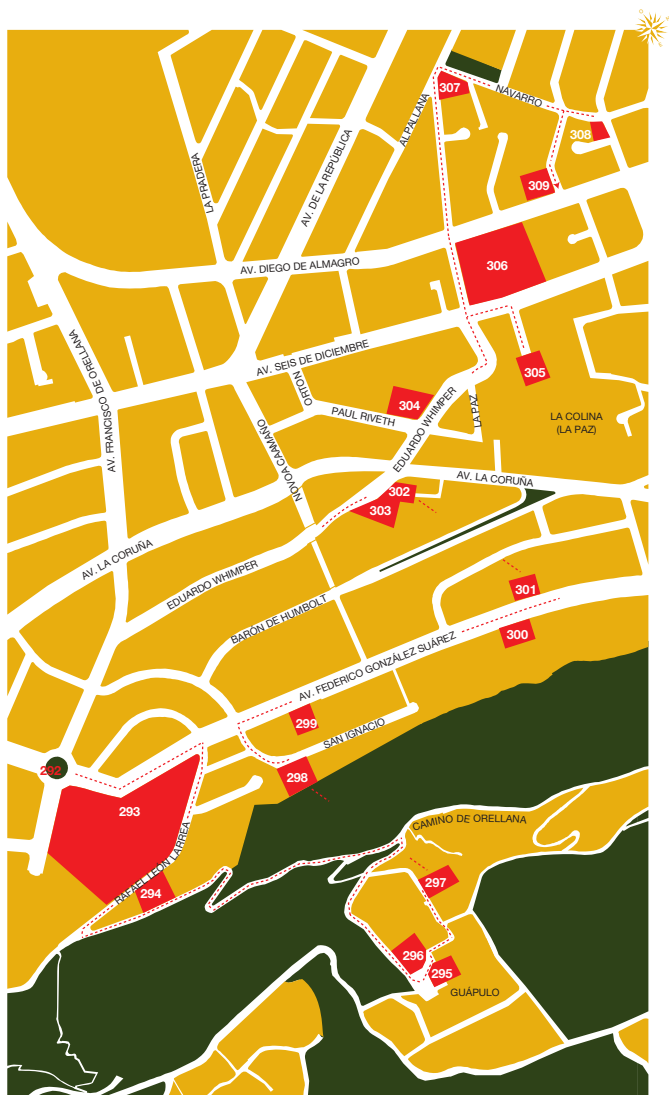 307
NAVARRO
308
ALPALLANA
AV. DE LA REPÚBLICA
LA PRADERA
309
306
AV. DIEGO DE ALMAGRO
305
AV. SEIS DE DICIEMBRE
AV. FRANCISCO DE ORELLANA
ORTON
304
PAUL RIVETH
LA PAZ
LA COLINA
(LA PAZ)
EDUARDO WHIMPER
NOVOA CAAMAÑO
AV. LA CORUÑA
302
303
AV. LA CORUÑA
EDUARDO WHIMPER
301
BARÓN DE HUMBOLT
300
AV. FEDERICO GONZÁLEZ SUÁREZ
299
SAN IGNACIO
292
298
293
CAMINO DE ORELLANA
RAFAEL LEÓN LARREA
294
297
296
295
GUÁPULO